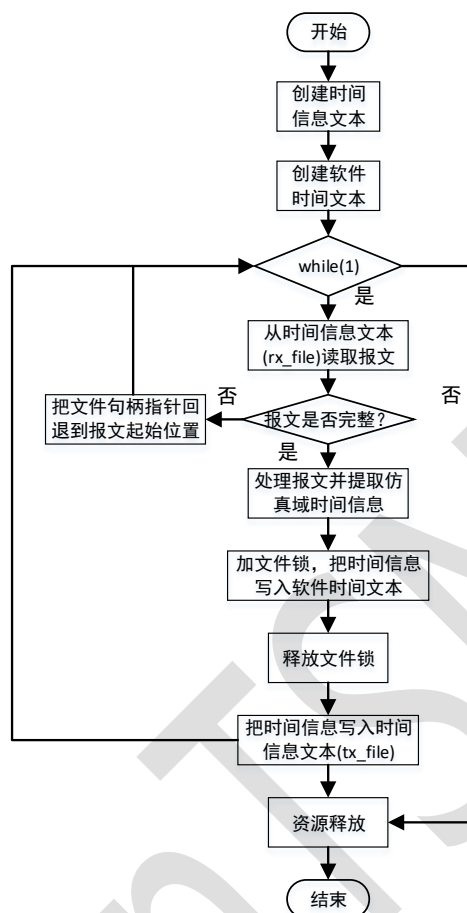 开始
创建时间
信息文本
创建软件
时间文本
while(1)
是
从时间信息文本
(rx_file)读取报文
否
否
把文件句柄指针回
退到报文起始位置
报文是否完整？
是
处理报文并提取仿
真域时间信息
加文件锁，把时间信息
写入软件时间文本
释放文件锁
把时间信息写入时间
信息文本(tx_file)
资源释放
结束